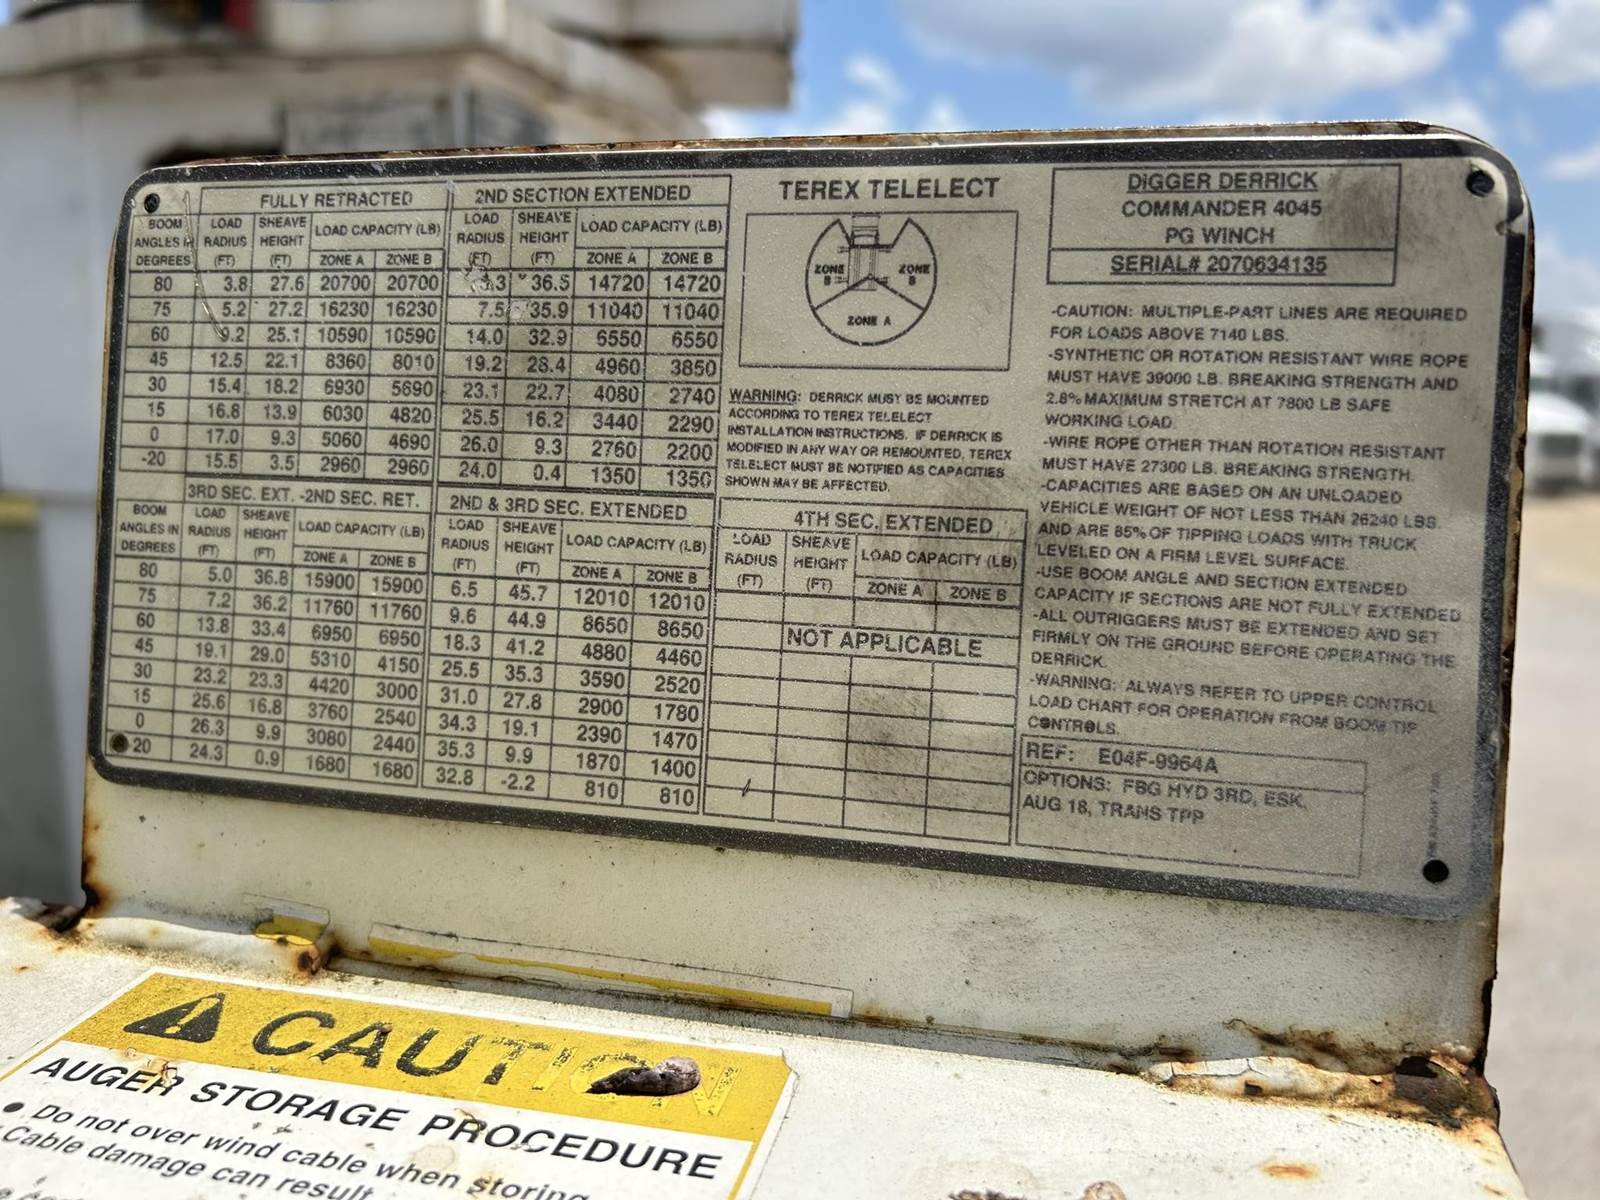 FULLY RETRACTED
BOOM ANGLES IN DEGREES LOAD RADIUS (FT) SHEAVE HEIGHT (FT) LOAD CAPACITY (LB) ZONE A ZONE B
80 3.8 27.6 20700 20700
75 5.2 27.2 16230 16230
60 9.2 25.1 10590 10590
45 12.5 22.1 8360 8010
30 15.4 18.2 6930 5690
15 16.8 13.9 6030 4820
0 17.0 9.3 5060 4690
-20 15.5 3.5 2960 2960
2ND SECTION EXTENDED
LOAD RADIUS (FT) SHEAVE HEIGHT (FT) LOAD CAPACITY (LB) ZONE A ZONE B
36.5 14720 14720
7.5 35.9 11040 11040
14.0 32.9 6550 6550
19.2 28.4 4960 3850
23.1 22.7 4080 2740
25.5 16.2 3440 2290
26.0 9.3 2760 2200
24.0 0.4 1350 1350
3RD SEC. EXT. -2ND SEC. RET.
BOOM ANGLES IN DEGREES LOAD RADIUS (FT) SHEAVE HEIGHT (FT) LOAD CAPACITY (LB) ZONE A ZONE B
80 5.0 36.8 15900 15900
75 7.2 36.2 11760 11760
60 13.8 33.4 6950 6950
45 19.1 29.0 5310 4150
30 23.2 23.3 4420 3000
15 25.6 16.8 3760 2540
0 26.3 9.9 3080 2440
20 24.3 0.9 1680 1680
2ND & 3RD SEC. EXTENDED
LOAD RADIUS (FT) SHEAVE HEIGHT (FT) LOAD CAPACITY (LB) ZONE A ZONE B
6.5 45.7 12010 12010
9.6 44.9 8650 8650
18.3 41.2 4880 4460
25.5 35.3 3590 2520
31.0 27.8 2900 1780
34.3 19.1 2390 1470
35.3 9.9 1870 1400
32.8 -2.2 810 810
TEREX TELELECT
ZONE B
ZONE B
ZONE A
WARNING: DERRICK MUST BE MOUNTED
ACCORDING TO TEREX TELELECT
INSTALLATION INSTRUCTIONS. IF DERRICK IS
MODIFIED IN ANY WAY OR REMOUNTED, TEREX
TELELECT MUST BE NOTIFIED AS CAPACITIES
SHOWN MAY BE AFFECTED.
4TH SEC. EXTENDED
LOAD RADIUS (FT) SHEAVE HEIGHT (FT) LOAD CAPACITY (LB) ZONE A ZONE B
NOT APPLICABLE
DIGGER DERRICK
COMMANDER 4045
PG WINCH
SERIAL# 2070634135
-CAUTION: MULTIPLE-PART LINES ARE REQUIRED
FOR LOADS ABOVE 7140 LBS.
-SYNTHETIC OR ROTATION RESISTANT WIRE ROPE
MUST HAVE 39000 LB. BREAKING STRENGTH AND
2.8% MAXIMUM STRETCH AT 7800 LB SAFE
WORKING LOAD.
-WIRE ROPE OTHER THAN ROTATION RESISTANT
MUST HAVE 27300 LB. BREAKING STRENGTH.
-CAPACITIES ARE BASED ON AN UNLOADED
VEHICLE WEIGHT OF NOT LESS THAN 26240 LBS.
AND ARE 85% OF TIPPING LOADS WITH TRUCK
LEVELED ON A FIRM LEVEL SURFACE.
-USE BOOM ANGLE AND SECTION EXTENDED
CAPACITY IF SECTIONS ARE NOT FULLY EXTENDED
-ALL OUTRIGGERS MUST BE EXTENDED AND SET
FIRMLY ON THE GROUND BEFORE OPERATING THE
DERRICK.
-WARNING: ALWAYS REFER TO UPPER CONTROL
LOAD CHART FOR OPERATION FROM BOOM TIP
CONTROLS.
REF: E04F-9964A
OPTIONS: FBG HYD 3RD, ESK,
AUG 18, TRANS TPP
CAUTION
AUGER STORAGE PROCEDURE
• Do not over wind cable when storing
Cable damage can result.